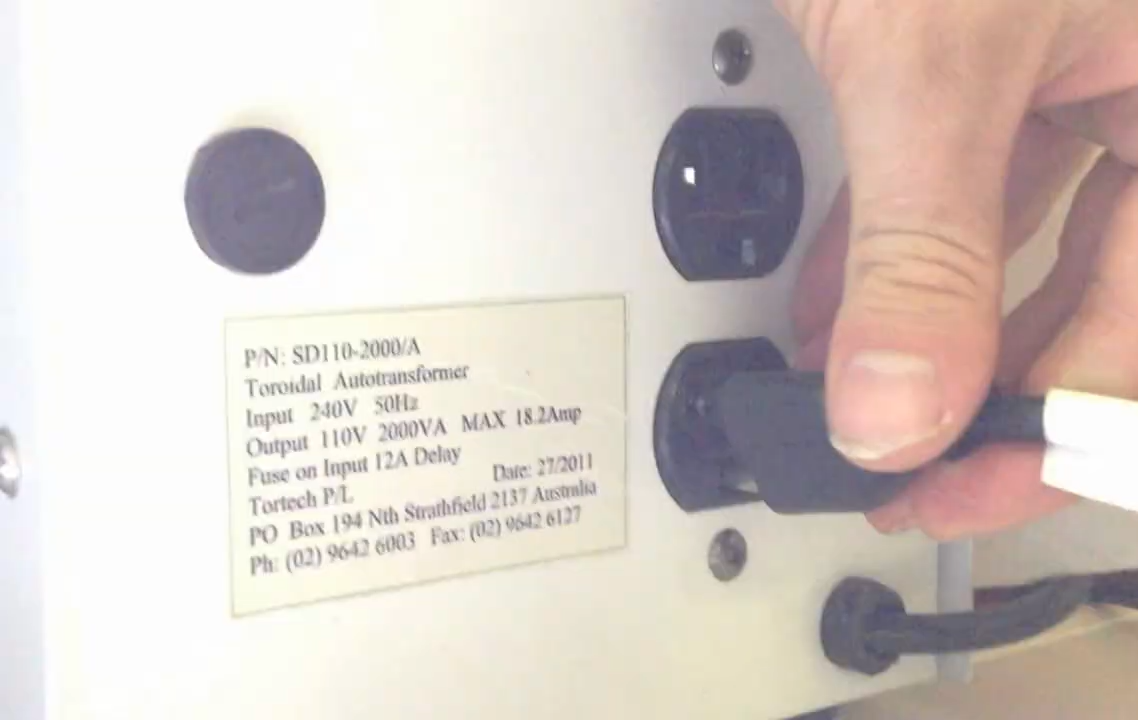 P/N: SD110-2000/A
Toroidal Autotransformer
Input 240V 50Hz
Output 110V 2000VA MAX 18.2Amp
Fuse on Input 12A Delay
Tortech P/L Date: 27/2011
PO Box 194 Nth Strathfield 2137 Australia
Ph: (02) 9642 6003 Fax: (02) 9642 6127